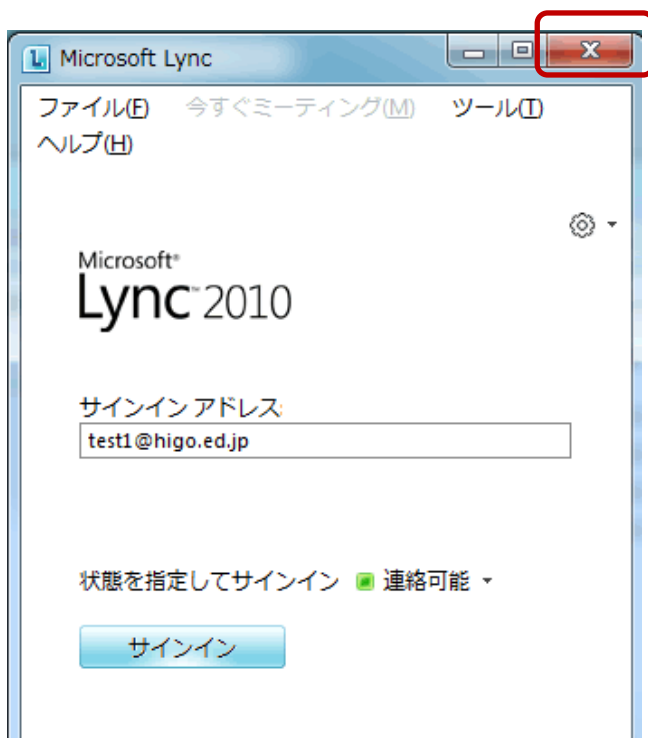 Microsoft Lync
ファイル(F) 今すぐミーティング(M) ツール(T)
ヘルプ(H)
Microsoft®
Lync™ 2010
サインイン アドレス:
test1@higo.ed.jp
状態を指定してサインイン 連絡可能
サインイン